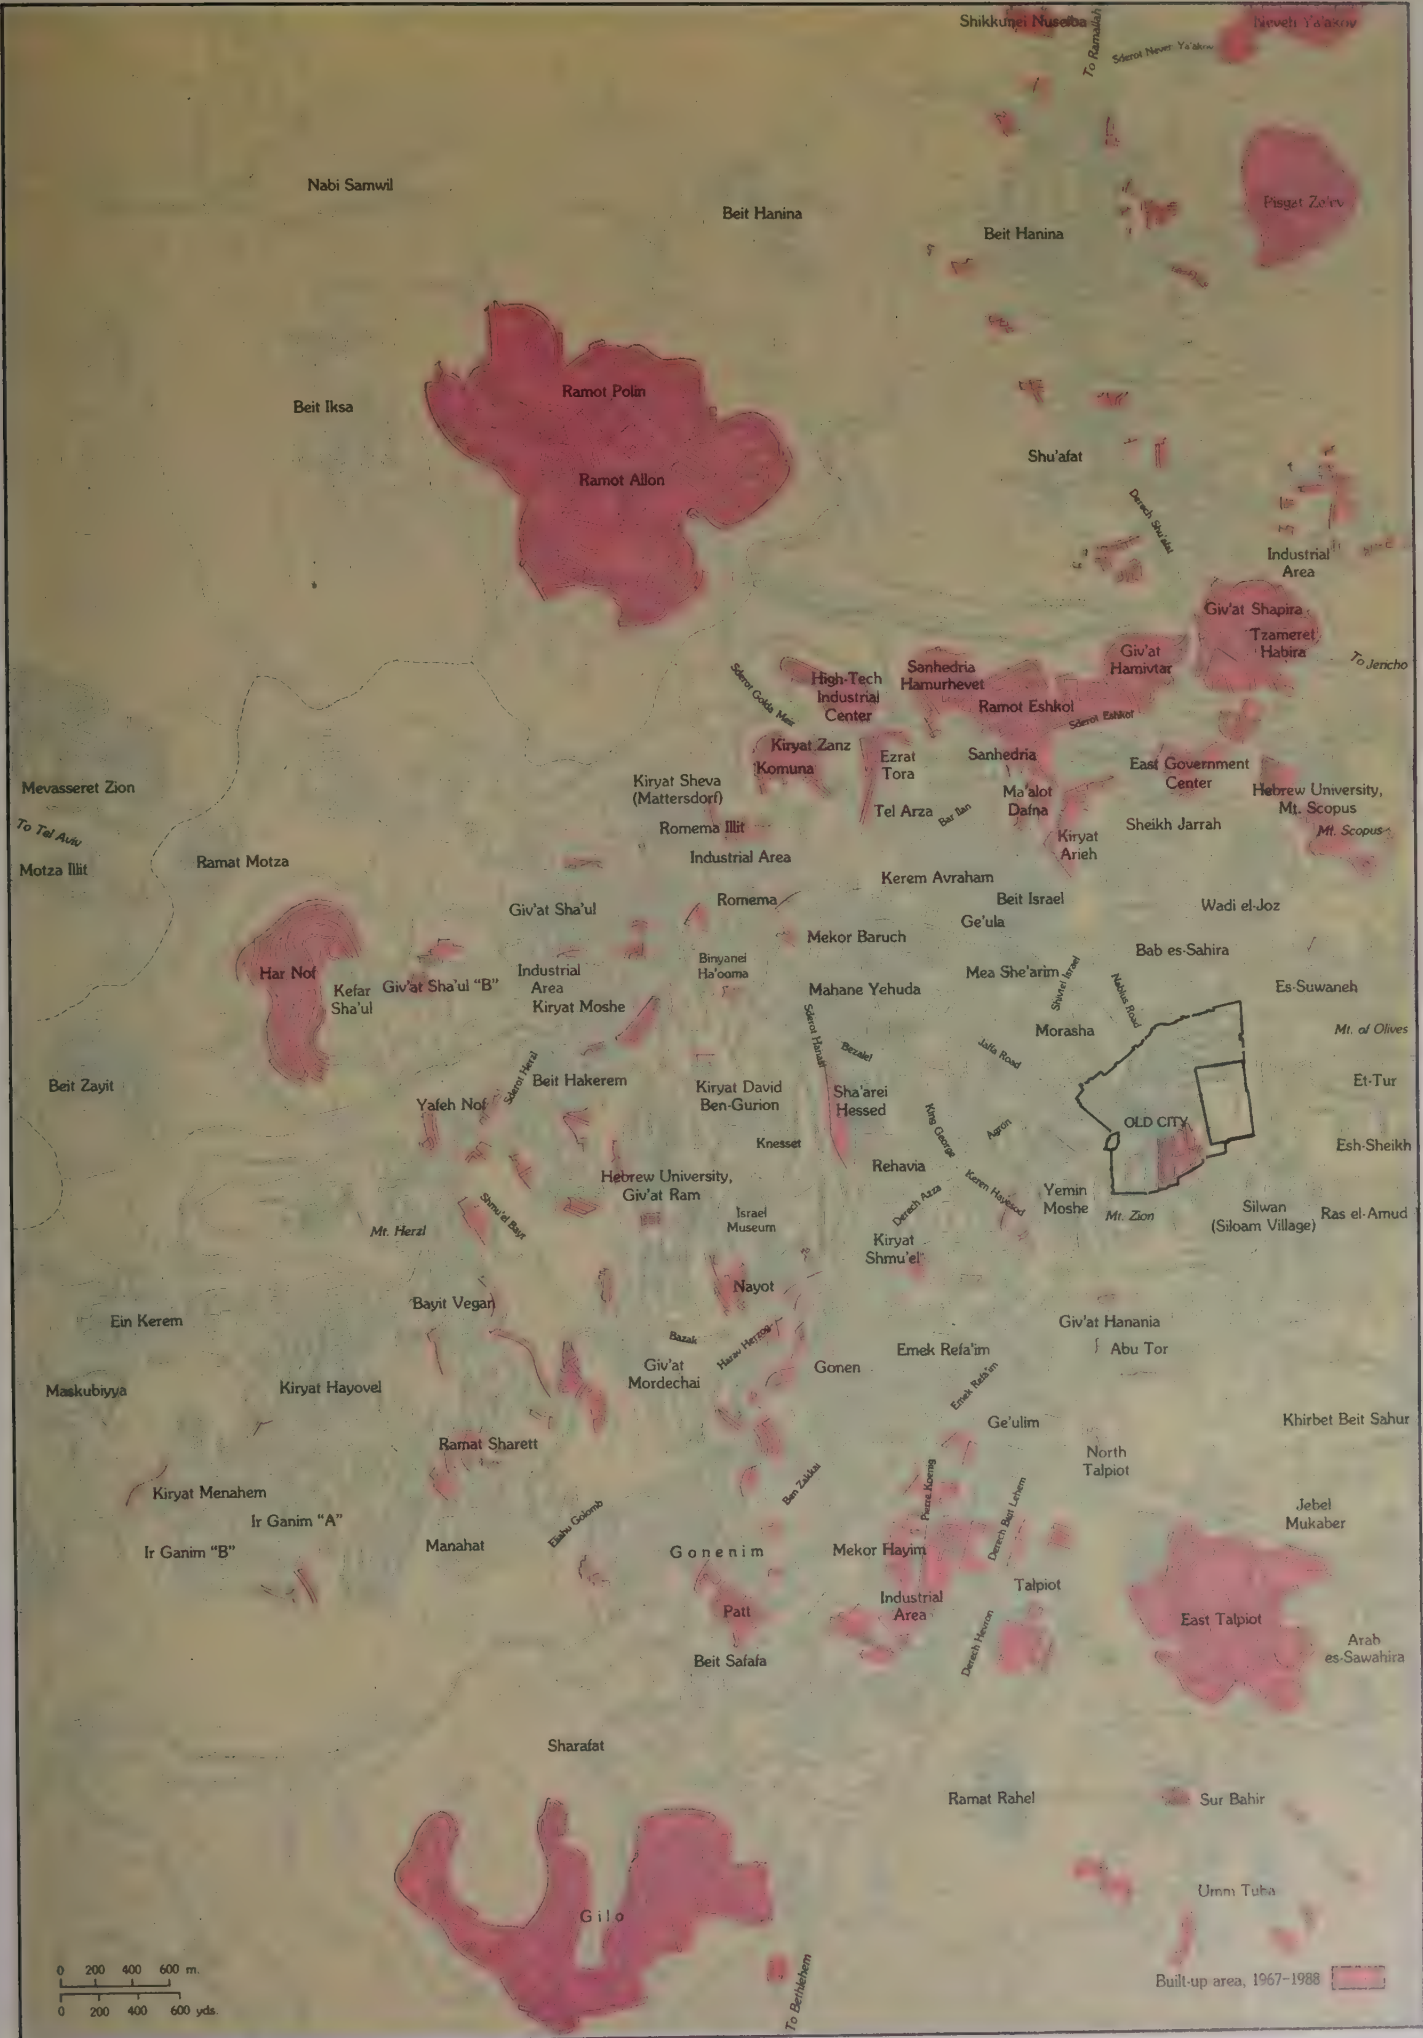 Shikkunei Nuseiba
To Ramallah
Sderot Neveh Ya'akov
Neveh Ya'akov
Nabi Samwil
Beit Hanina
Beit Hanina
Pisgat Ze'ev
Ramot Polin
Beit Iksa
Ramot Allon
Shu'afat
Derech Shu'afat
Industrial
Area
Giv'at Shapira
Tzameret
Habira
To Jericho
Giv'at
Hamivtar
Sanhedria
Hamurhevet
High-Tech
Industrial
Center
Sderot Golda Meir
Ramot Eshkol
Sderot Eshkol
Kiryat Zanz
Komuna
Ezrat
Tora
Sanhedria
East Government
Center
Kiryat Sheva
(Mattersdorf)
Mevasseret Zion
Hebrew University,
Mt. Scopus
Ma'alot
Dafna
Tel Arza
Bar Ilan
Romema Illit
Sheikh Jarrah
Mt. Scopus
To Tel Aviv
Kiryat
Arieh
Industrial Area
Ramat Motza
Motza Illit
Kerem Avraham
Romema
Beit Israel
Wadi el-Joz
Giv'at Sha'ul
Ge'ula
Mekor Baruch
Bab es-Sahira
Binyanei
Ha'ooma
Har Nof
Kefar
Sha'ul
Giv'at Sha'ul "B"
Industrial
Area
Mea She'arim
Shivtei Israel
Nablus Road
Es-Suwaneh
Mahane Yehuda
Kiryat Moshe
Sderot Hanasi
Morasha
Mt. of Olives
Bezalel
Jaffa Road
Beit Zayit
Sderot Herzl
Beit Hakerem
Kiryat David
Ben-Gurion
Sha'arei
Hessed
Et-Tur
Yafeh Nof
King George
Agron
OLD CITY
Knesset
Esh-Sheikh
Rehavia
Hebrew University,
Giv'at Ram
Keren Hayesod
Derech Azza
Yemin
Moshe
Mt. Zion
Silwan
(Siloam Village)
Ras el-Amud
Israel
Museum
Mt. Herzl
Shmu'el Bayt
Kiryat
Shmu'el
Nayot
Bayit Vegan
Ein Kerem
Giv'at Hanania
Bazak
Harav Herzog
Emek Refa'im
Abu Tor
Giv'at
Mordechai
Gonen
Maskubiyya
Kiryat Hayovel
Emek Refa'im
Ge'ulim
Khirbet Beit Sahur
Ramat Sharett
North
Talpiot
Kiryat Menahem
Ben Zakkai
Pierre Koenig
Derech Beit Lehem
Jebel
Mukaber
Ir Ganim "A"
Eliahu Golomb
Ir Ganim "B"
Manahat
Gonenim
Mekor Hayim
Talpiot
Industrial
Area
Patt
East Talpiot
Derech Hevron
Arab
es-Sawahira
Beit Safafa
Sharafat
Ramat Rahel
Sur Bahir
Umm Tuba
Gilo
To Bethlehem
0 200 400 600 m.
0 200 400 600 yds.
Built-up area, 1967-1988